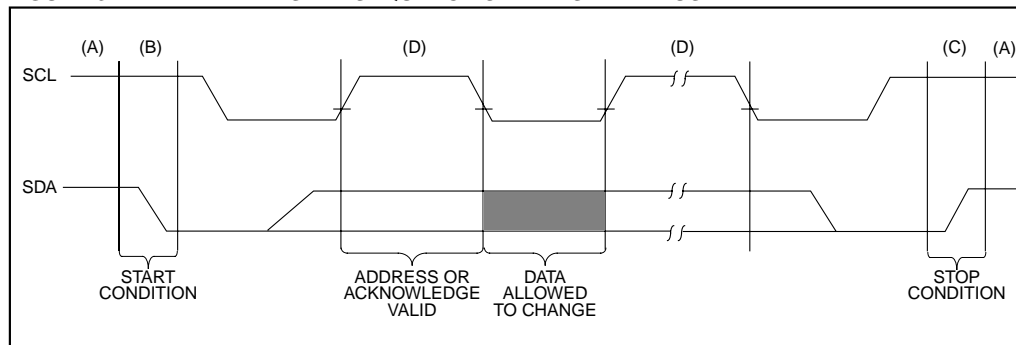 (A) (B) (D) (D) (C) (A)
SCL
SDA
START
CONDITION
ADDRESS OR
ACKNOWLEDGE
VALID
DATA
ALLOWED
TO CHANGE
STOP
CONDITION